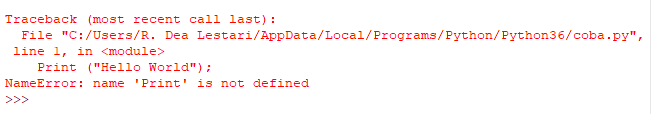 Traceback (most recent call last):
  File "C:/Users/R. Dea Lestari/AppData/Local/Programs/Python/Python36/coba.py",
 line 1, in <module>
    Print ("Hello World");
NameError: name 'Print' is not defined
>>>